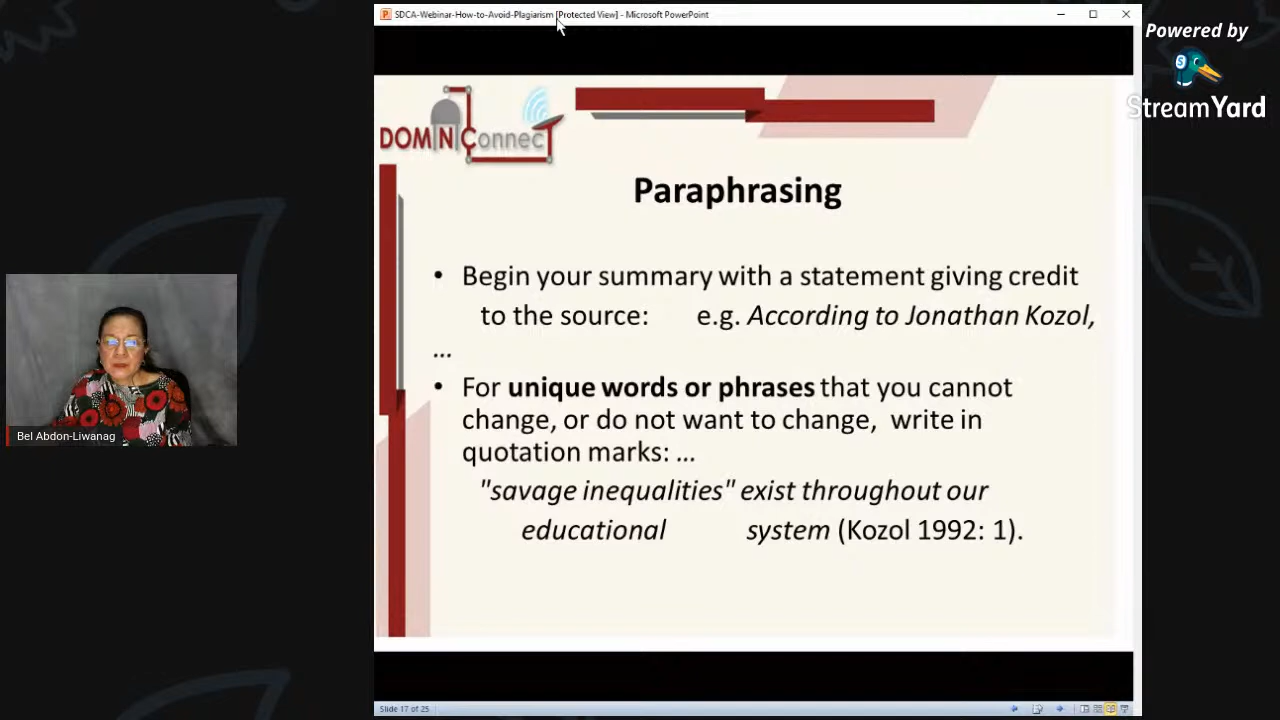 SDCA-Webinar-How-to-Avoid-Plagiarism [Protected View] - Microsoft PowerPoint
Powered by
StreamYard
DOMINiConnecT
Paraphrasing
• Begin your summary with a statement giving credit
to the source: e.g. According to Jonathan Kozol,
...
• For unique words or phrases that you cannot
change, or do not want to change, write in
quotation marks: ...
"savage inequalities" exist throughout our
educational system (Kozol 1992: 1).
Bel Abdon-Liwanag
Slide 17 of 25